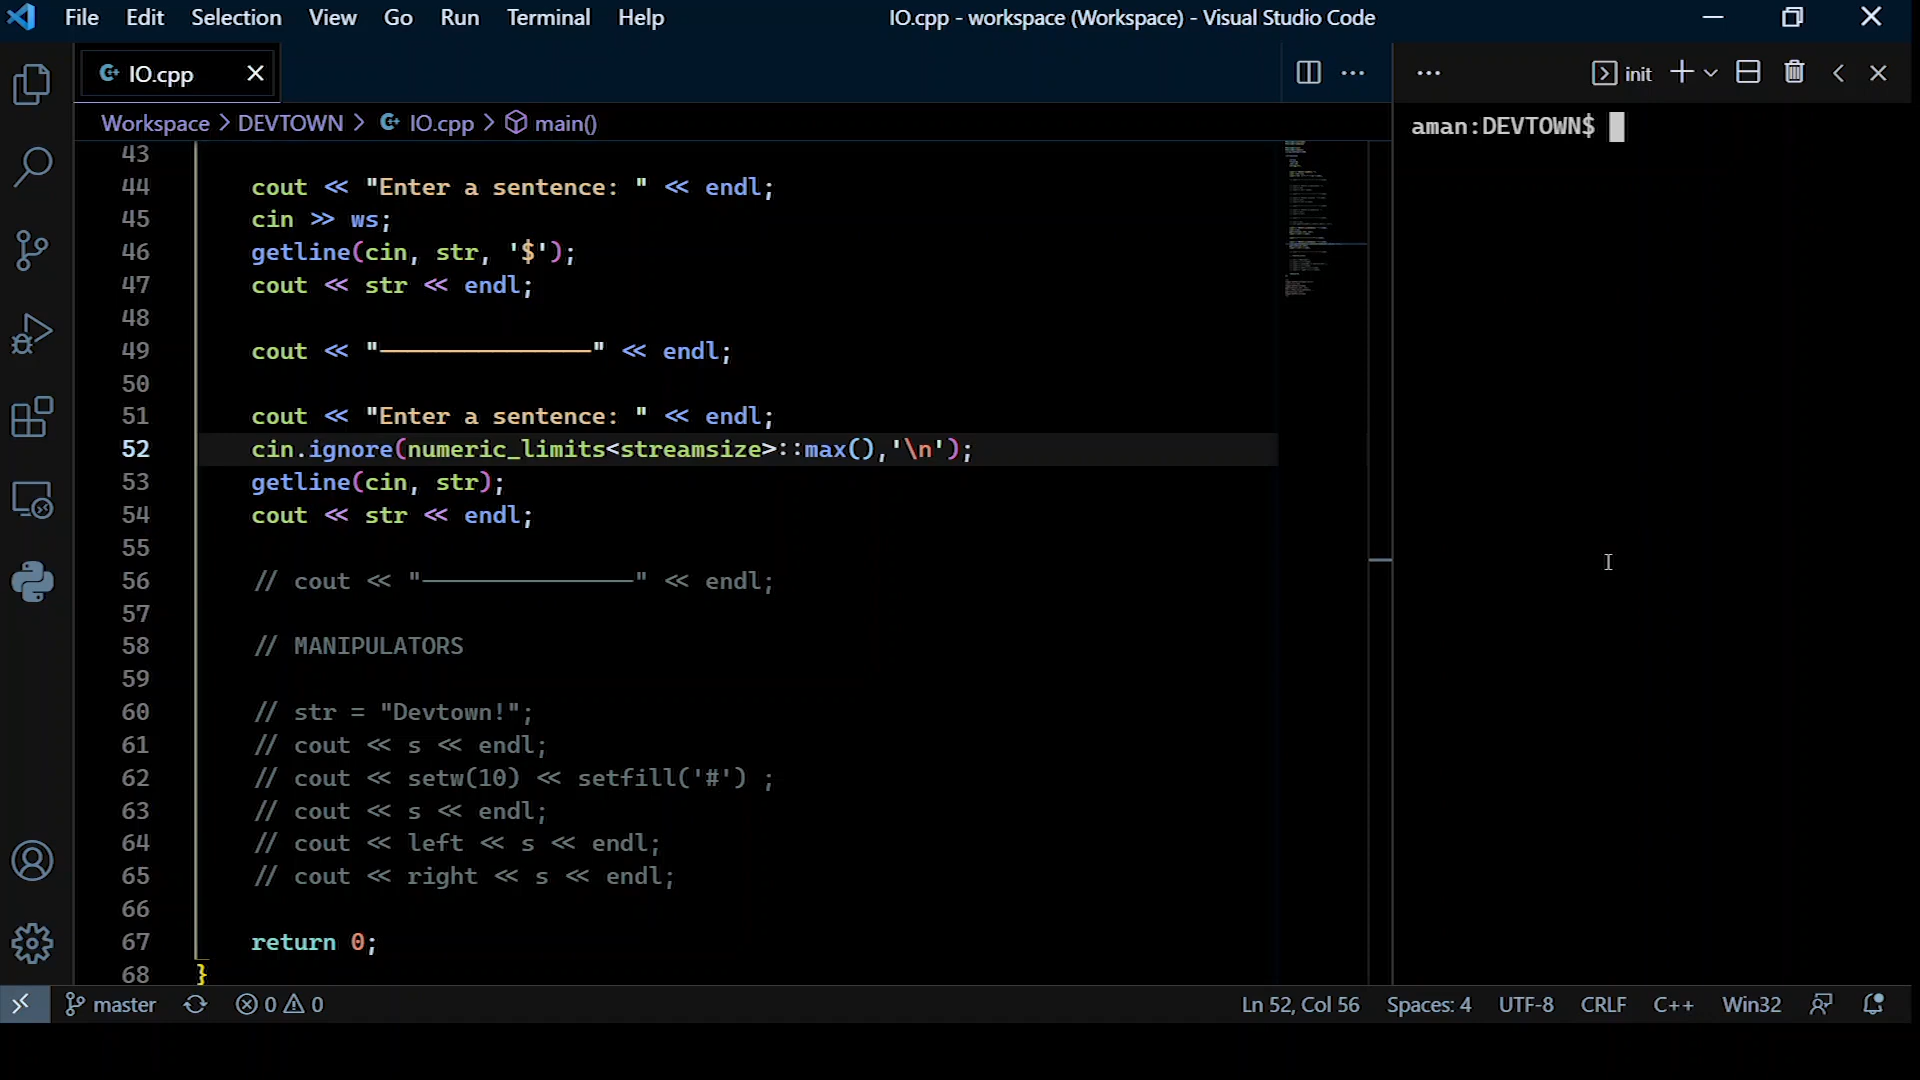 File Edit Selection View Go Run Terminal Help
IO.cpp - workspace (Workspace) - Visual Studio Code
IO.cpp
init
Workspace > DEVTOWN > IO.cpp > main()
aman:DEVTOWN$
43
44 cout << "Enter a sentence: " << endl;
45 cin >> ws;
46 getline(cin, str, '$');
47 cout << str << endl;
48
49 cout << "———————————————" << endl;
50
51 cout << "Enter a sentence: " << endl;
52 cin.ignore(numeric_limits<streamsize>::max(),'\n');
53 getline(cin, str);
54 cout << str << endl;
55
56 // cout << "———————————————" << endl;
57
58 // MANIPULATORS
59
60 // str = "Devtown!";
61 // cout << s << endl;
62 // cout << setw(10) << setfill('#') ;
63 // cout << s << endl;
64 // cout << left << s << endl;
65 // cout << right << s << endl;
66
67 return 0;
68 }
master 0 0 Ln 52, Col 56 Spaces: 4 UTF-8 CRLF C++ Win32